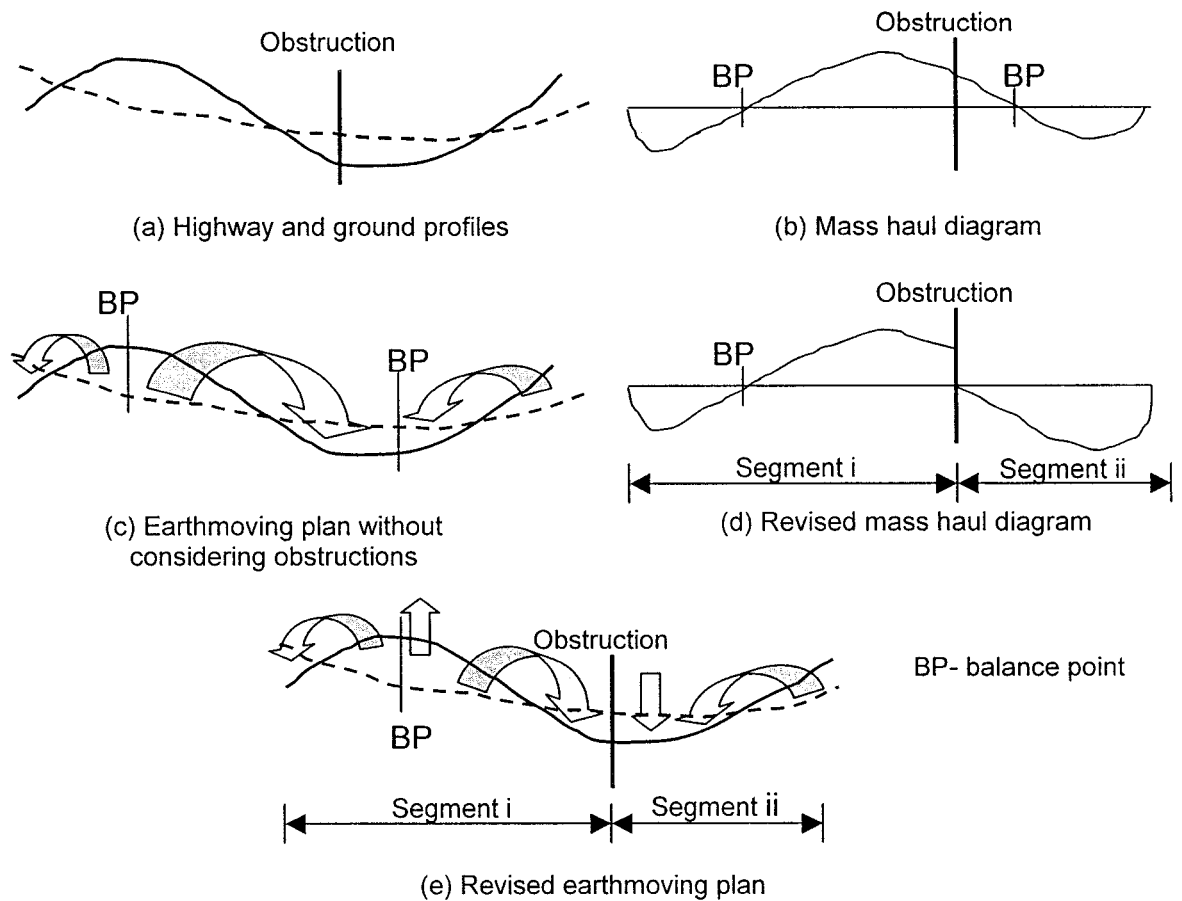 Obstruction
(a) Highway and ground profiles
Obstruction
BP
BP
(b) Mass haul diagram
BP
BP
(c) Earthmoving plan without
considering obstructions
Obstruction
BP
Segment i
Segment ii
(d) Revised mass haul diagram
Obstruction
BP
BP- balance point
Segment i
Segment ii
(e) Revised earthmoving plan